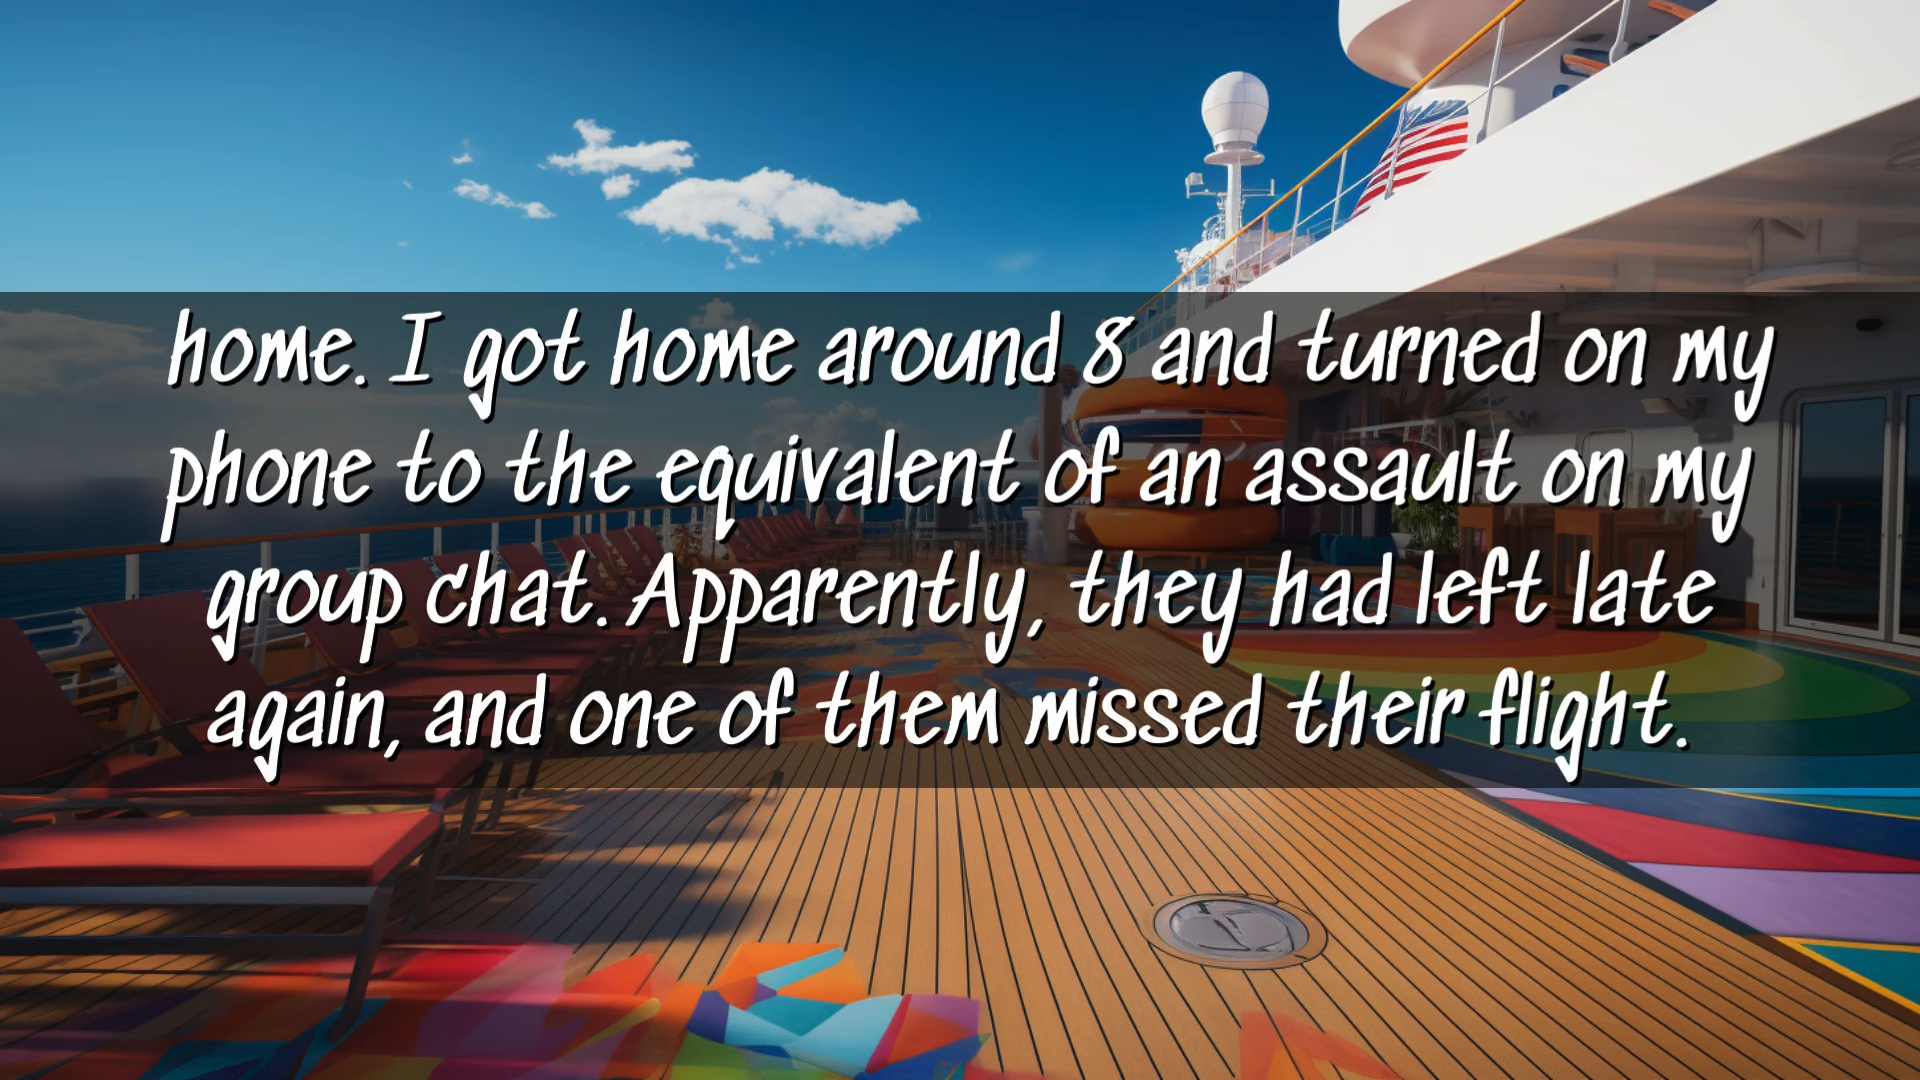 home. I got home around 8 and turned on my
phone to the equivalent of an assault on my
group chat. Apparently, they had left late
again, and one of them missed their flight.